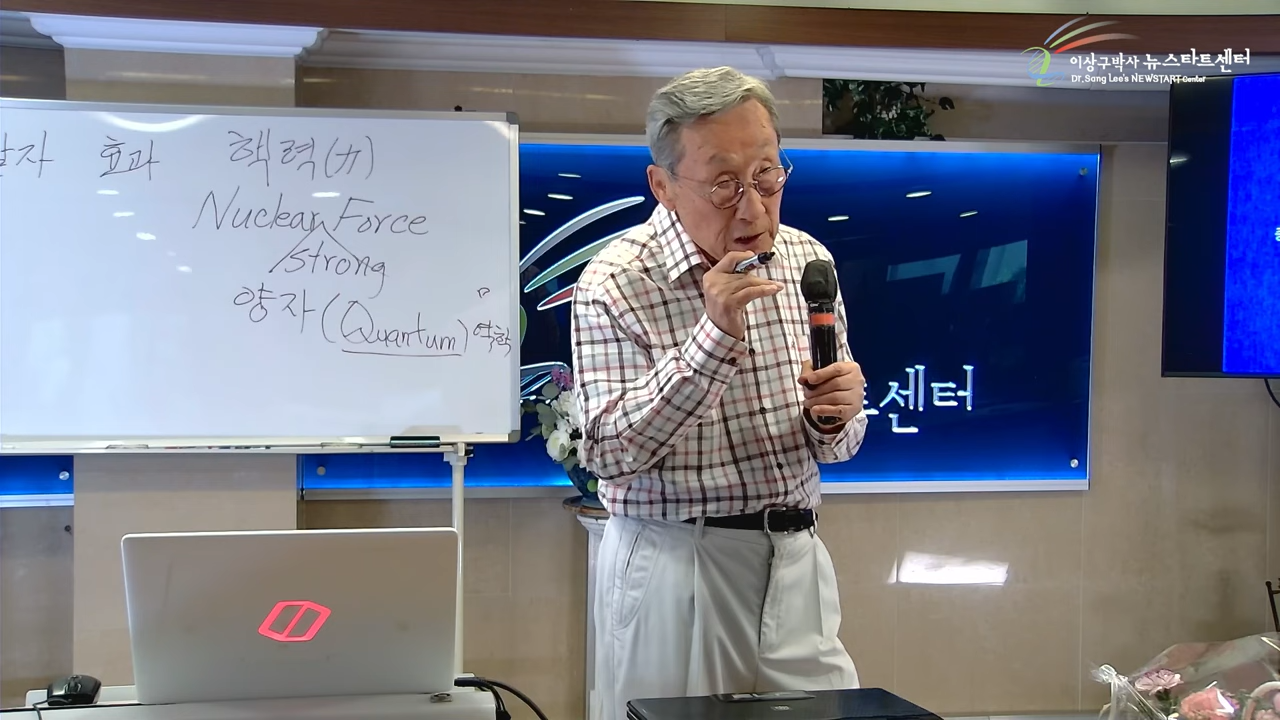 이상구박사 뉴스타트센터
Dr. Sang Lee's NEWSTART Center
자 효과 핵력(力)
Nuclear Force
strong
양자(Quantum)역학
센터